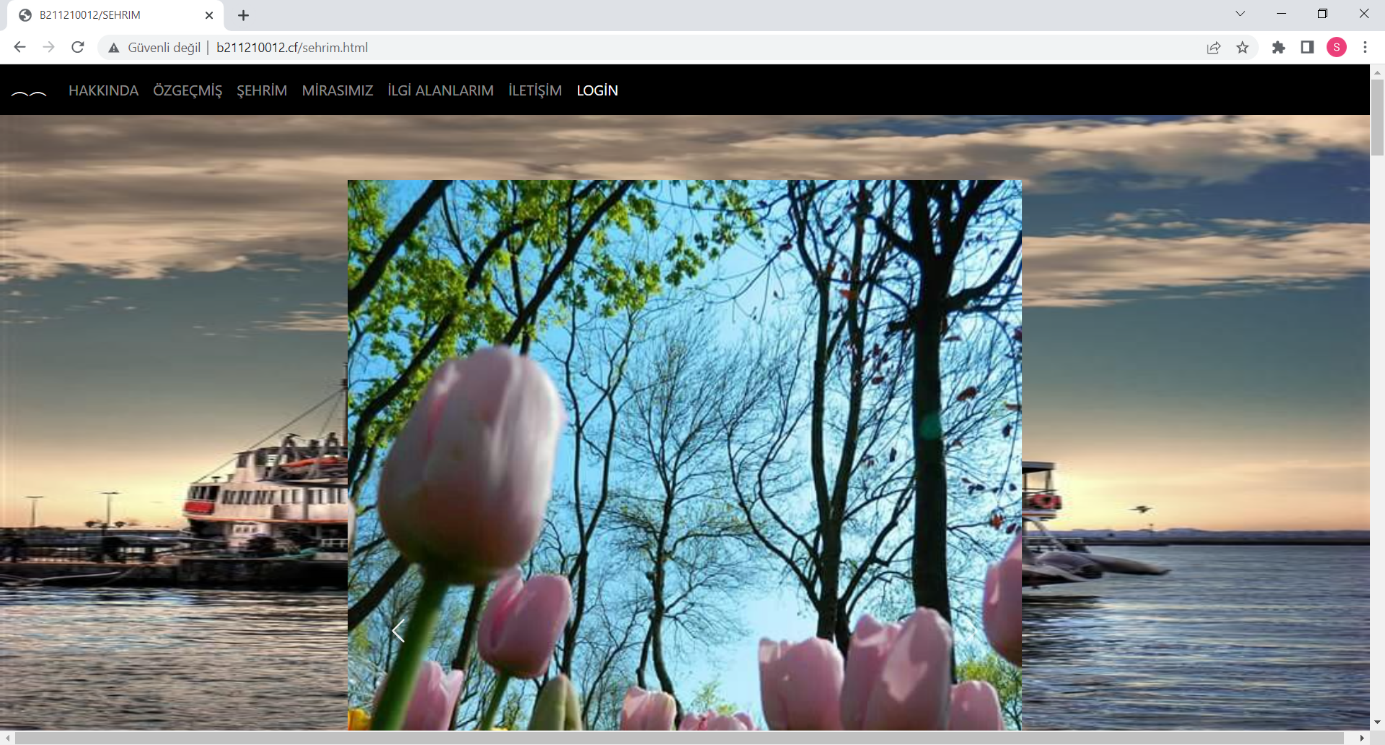 B211210012/SEHRIM
Güvenli değil | b211210012.cf/sehrim.html
S
HAKKINDA ÖZGEÇMİŞ ŞEHRİM MİRASIMIZ İLGİ ALANLARIM İLETİŞİM LOGİN